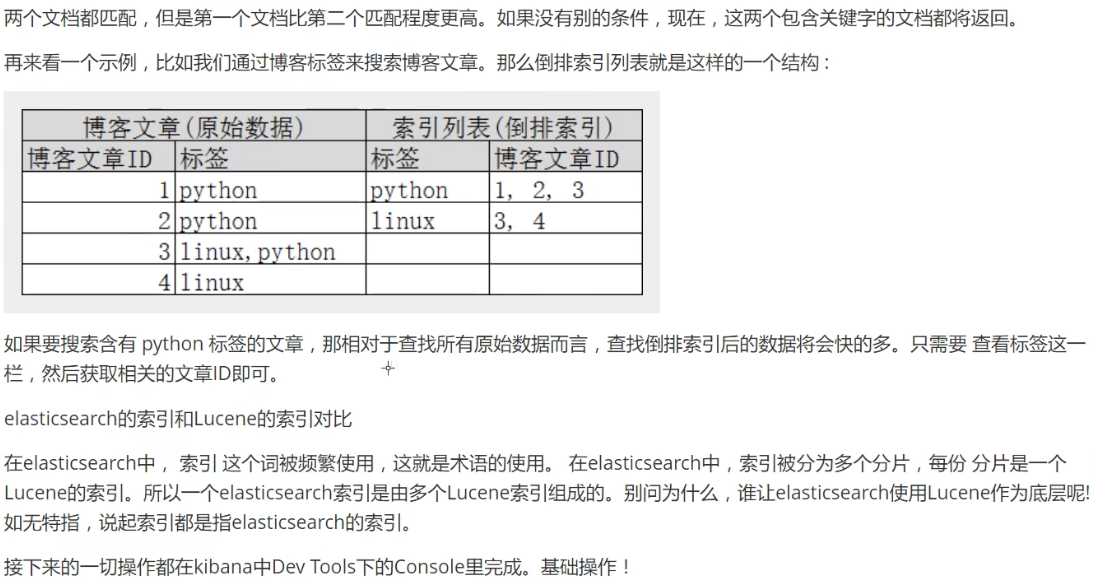 两个文档都匹配，但是第一个文档比第二个匹配程度更高。如果没有别的条件，现在，这两个包含关键字的文档都将返回。
再来看一个示例，比如我们通过博客标签来搜索博客文章。那么倒排索引列表就是这样的一个结构：
博客文章(原始数据) 索引列表(倒排索引)
博客文章ID 标签 标签 博客文章ID
1 python python 1, 2, 3
2 python linux 3, 4
3 linux,python
4 linux
如果要搜索含有 python 标签的文章，那相对于查找所有原始数据而言，查找倒排索引后的数据将会快的多。只需要 查看标签这一
栏，然后获取相关的文章ID即可。
elasticsearch的索引和Lucene的索引对比
在elasticsearch中， 索引 这个词被频繁使用，这就是术语的使用。 在elasticsearch中，索引被分为多个分片，每份 分片是一个
Lucene的索引。所以一个elasticsearch索引是由多个Lucene索引组成的。别问为什么，谁让elasticsearch使用Lucene作为底层呢!
如无特指，说起索引都是指elasticsearch的索引。
接下来的一切操作都在kibana中Dev Tools下的Console里完成。基础操作！